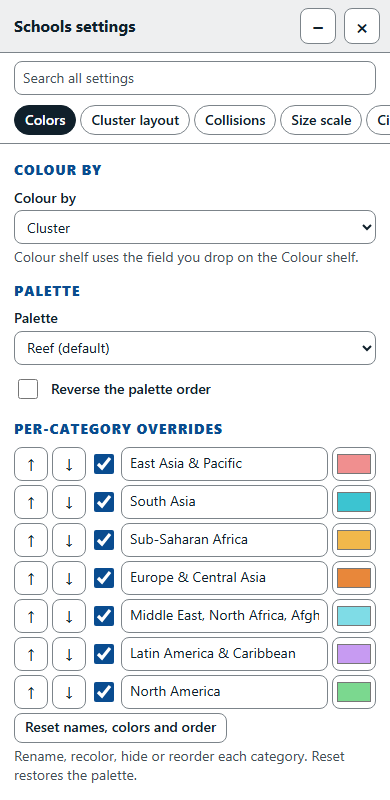 Schools settings
Search all settings
Colors Cluster layout Collisions Size scale Ci
COLOUR BY
Colour by
Cluster
Colour shelf uses the field you drop on the Colour shelf.
PALETTE
Palette
Reef (default)
Reverse the palette order
PER-CATEGORY OVERRIDES
↑ ↓ East Asia & Pacific
↑ ↓ South Asia
↑ ↓ Sub-Saharan Africa
↑ ↓ Europe & Central Asia
↑ ↓ Middle East, North Africa, Afgh
↑ ↓ Latin America & Caribbean
↑ ↓ North America
Reset names, colors and order
Rename, recolor, hide or reorder each category. Reset
restores the palette.